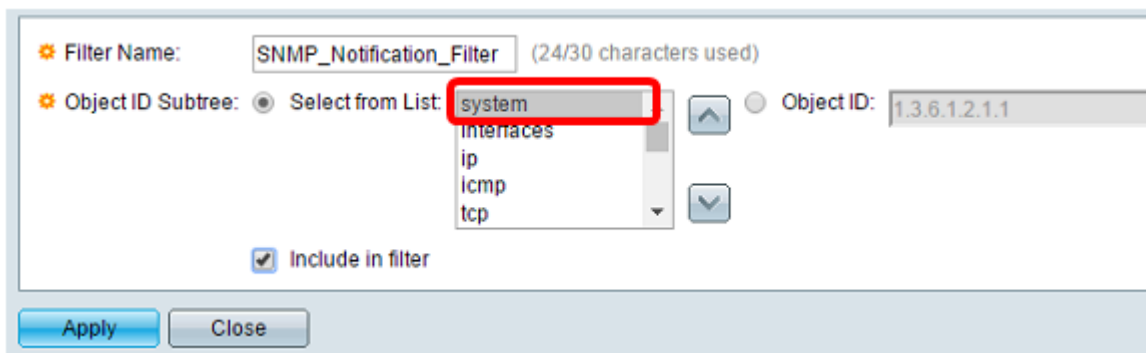 Filter Name: SNMP_Notification_Filter (24/30 characters used)
Object ID Subtree: Select from List: system Object ID: 1.3.6.1.2.1.1
interfaces
ip
icmp
tcp
Include in filter
Apply Close